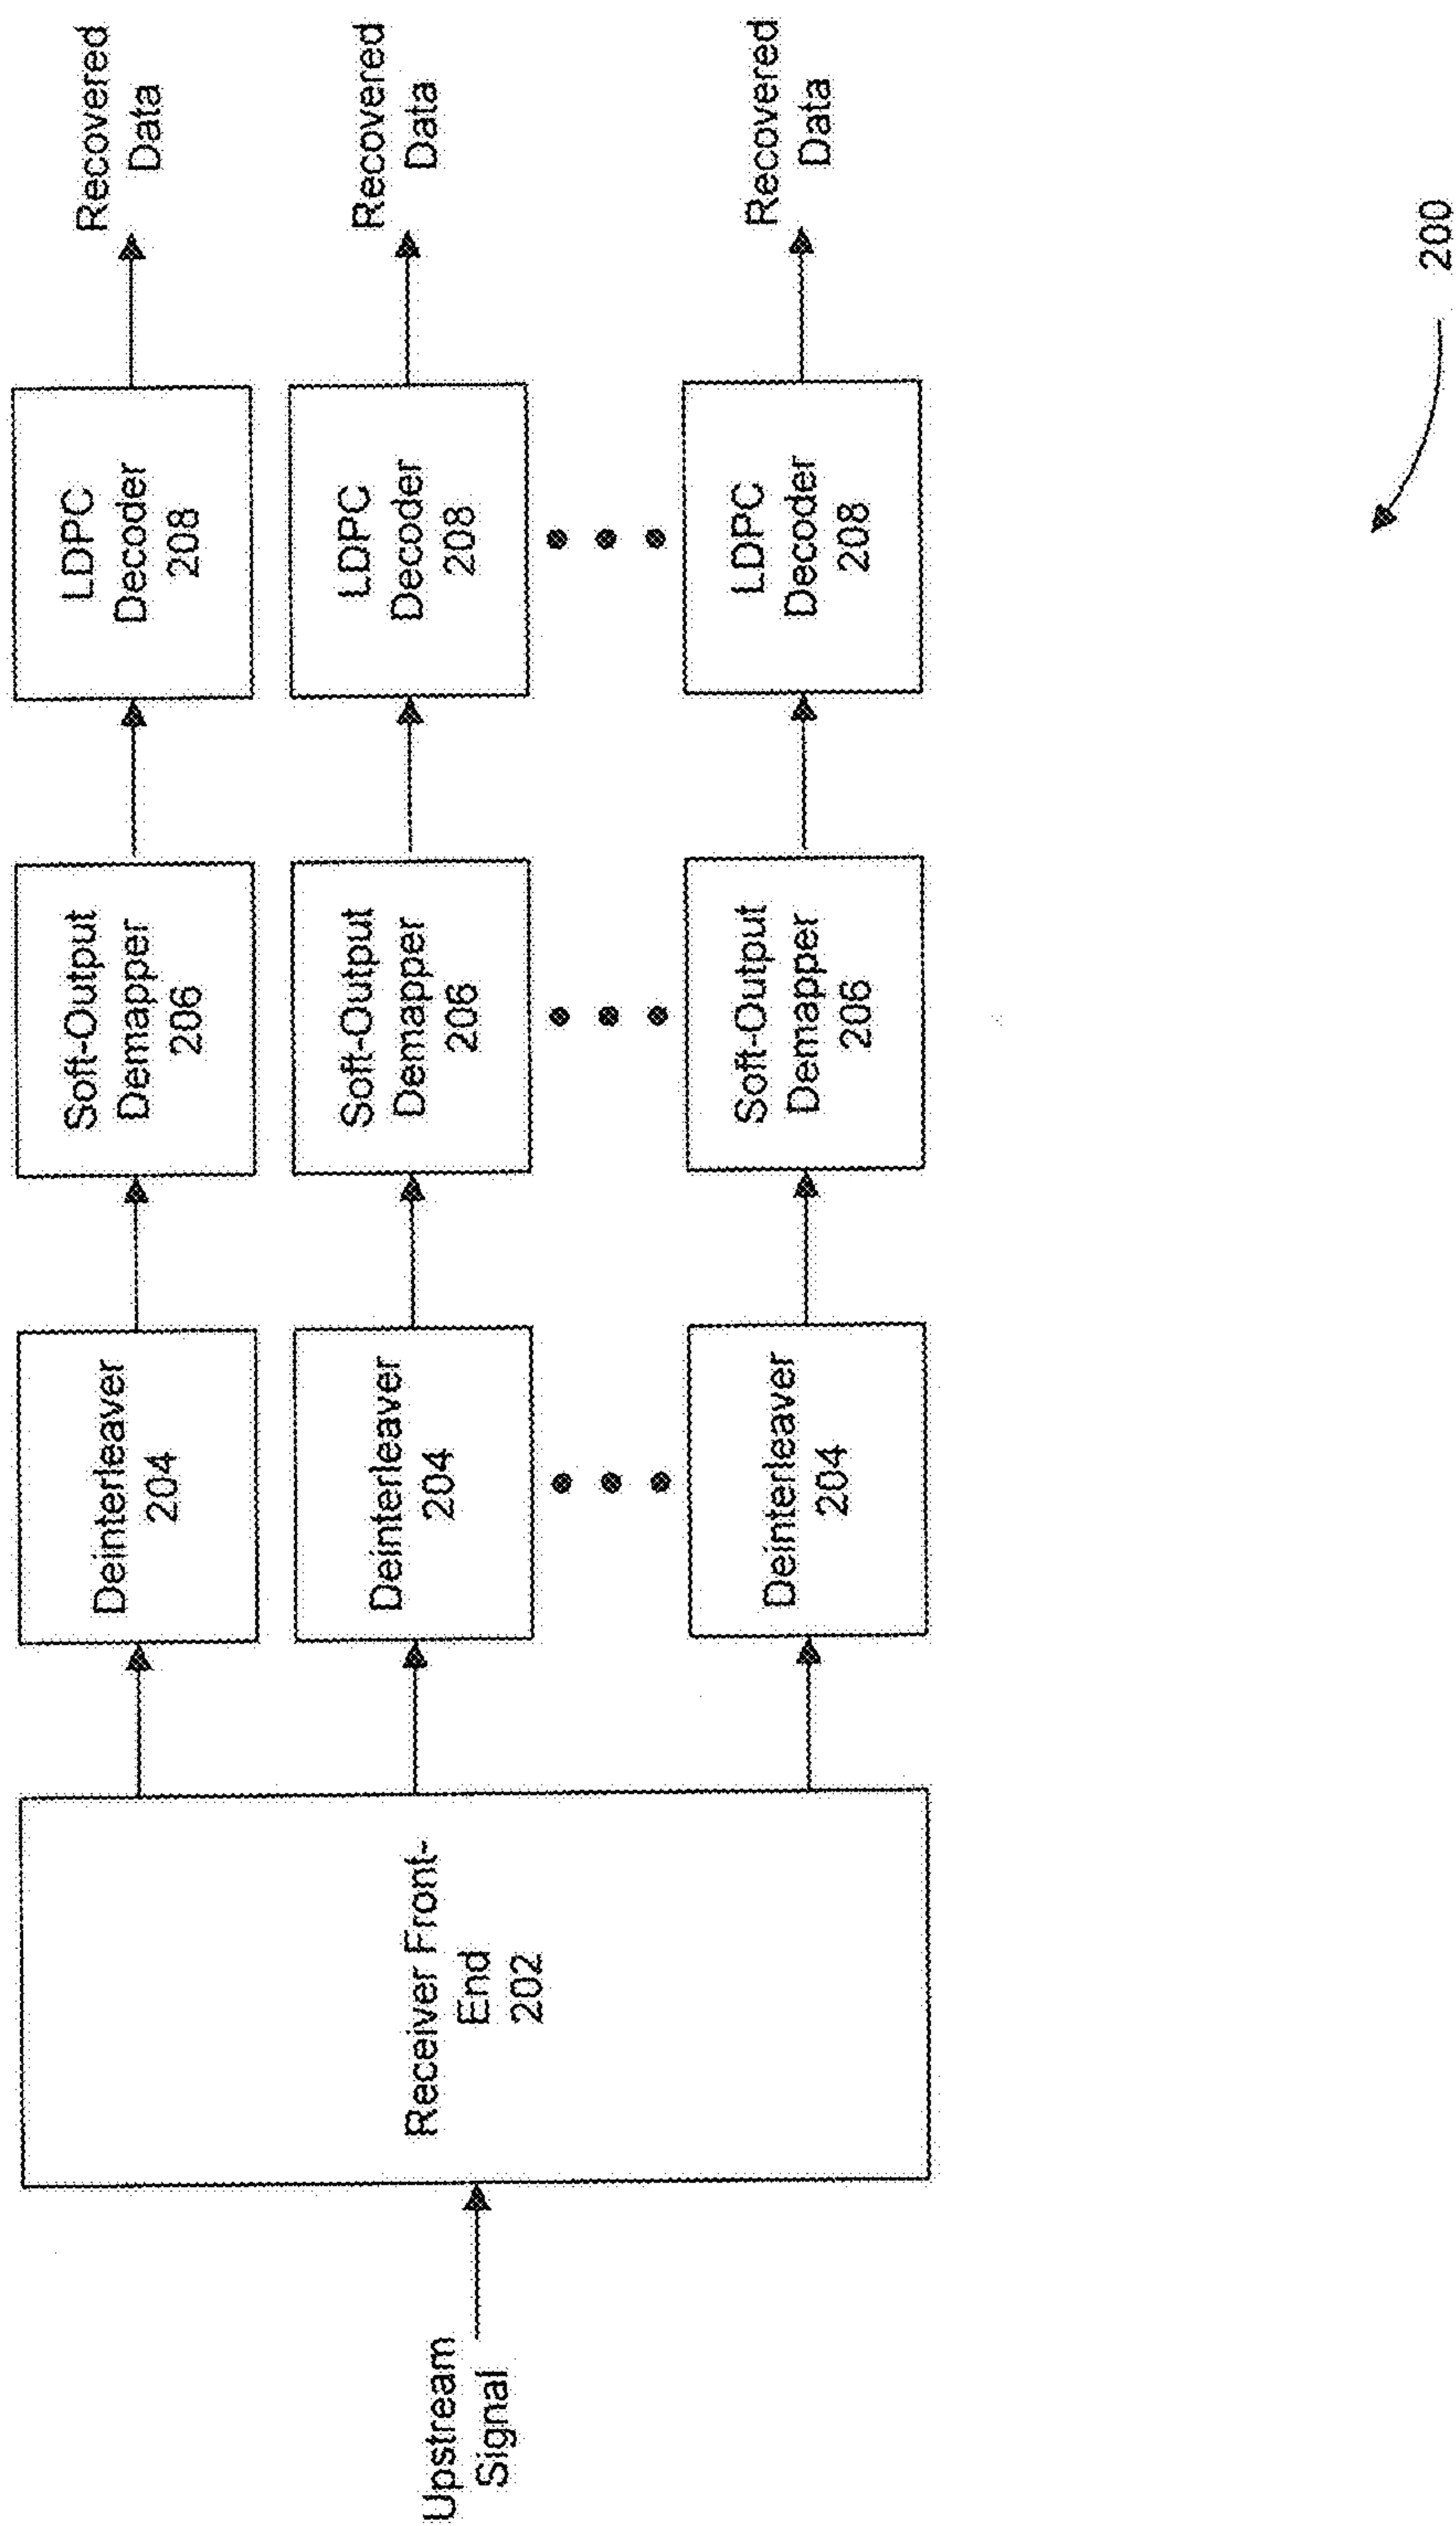 Upstream
Signal
Receiver Front-
End
202
Deinterleaver
204
Soft-Output
Demapper
206
LDPC
Decoder
208
Recovered
Data
Deinterleaver
204
Soft-Output
Demapper
206
LDPC
Decoder
208
Recovered
Data
Deinterleaver
204
Soft-Output
Demapper
206
LDPC
Decoder
208
Recovered
Data
200